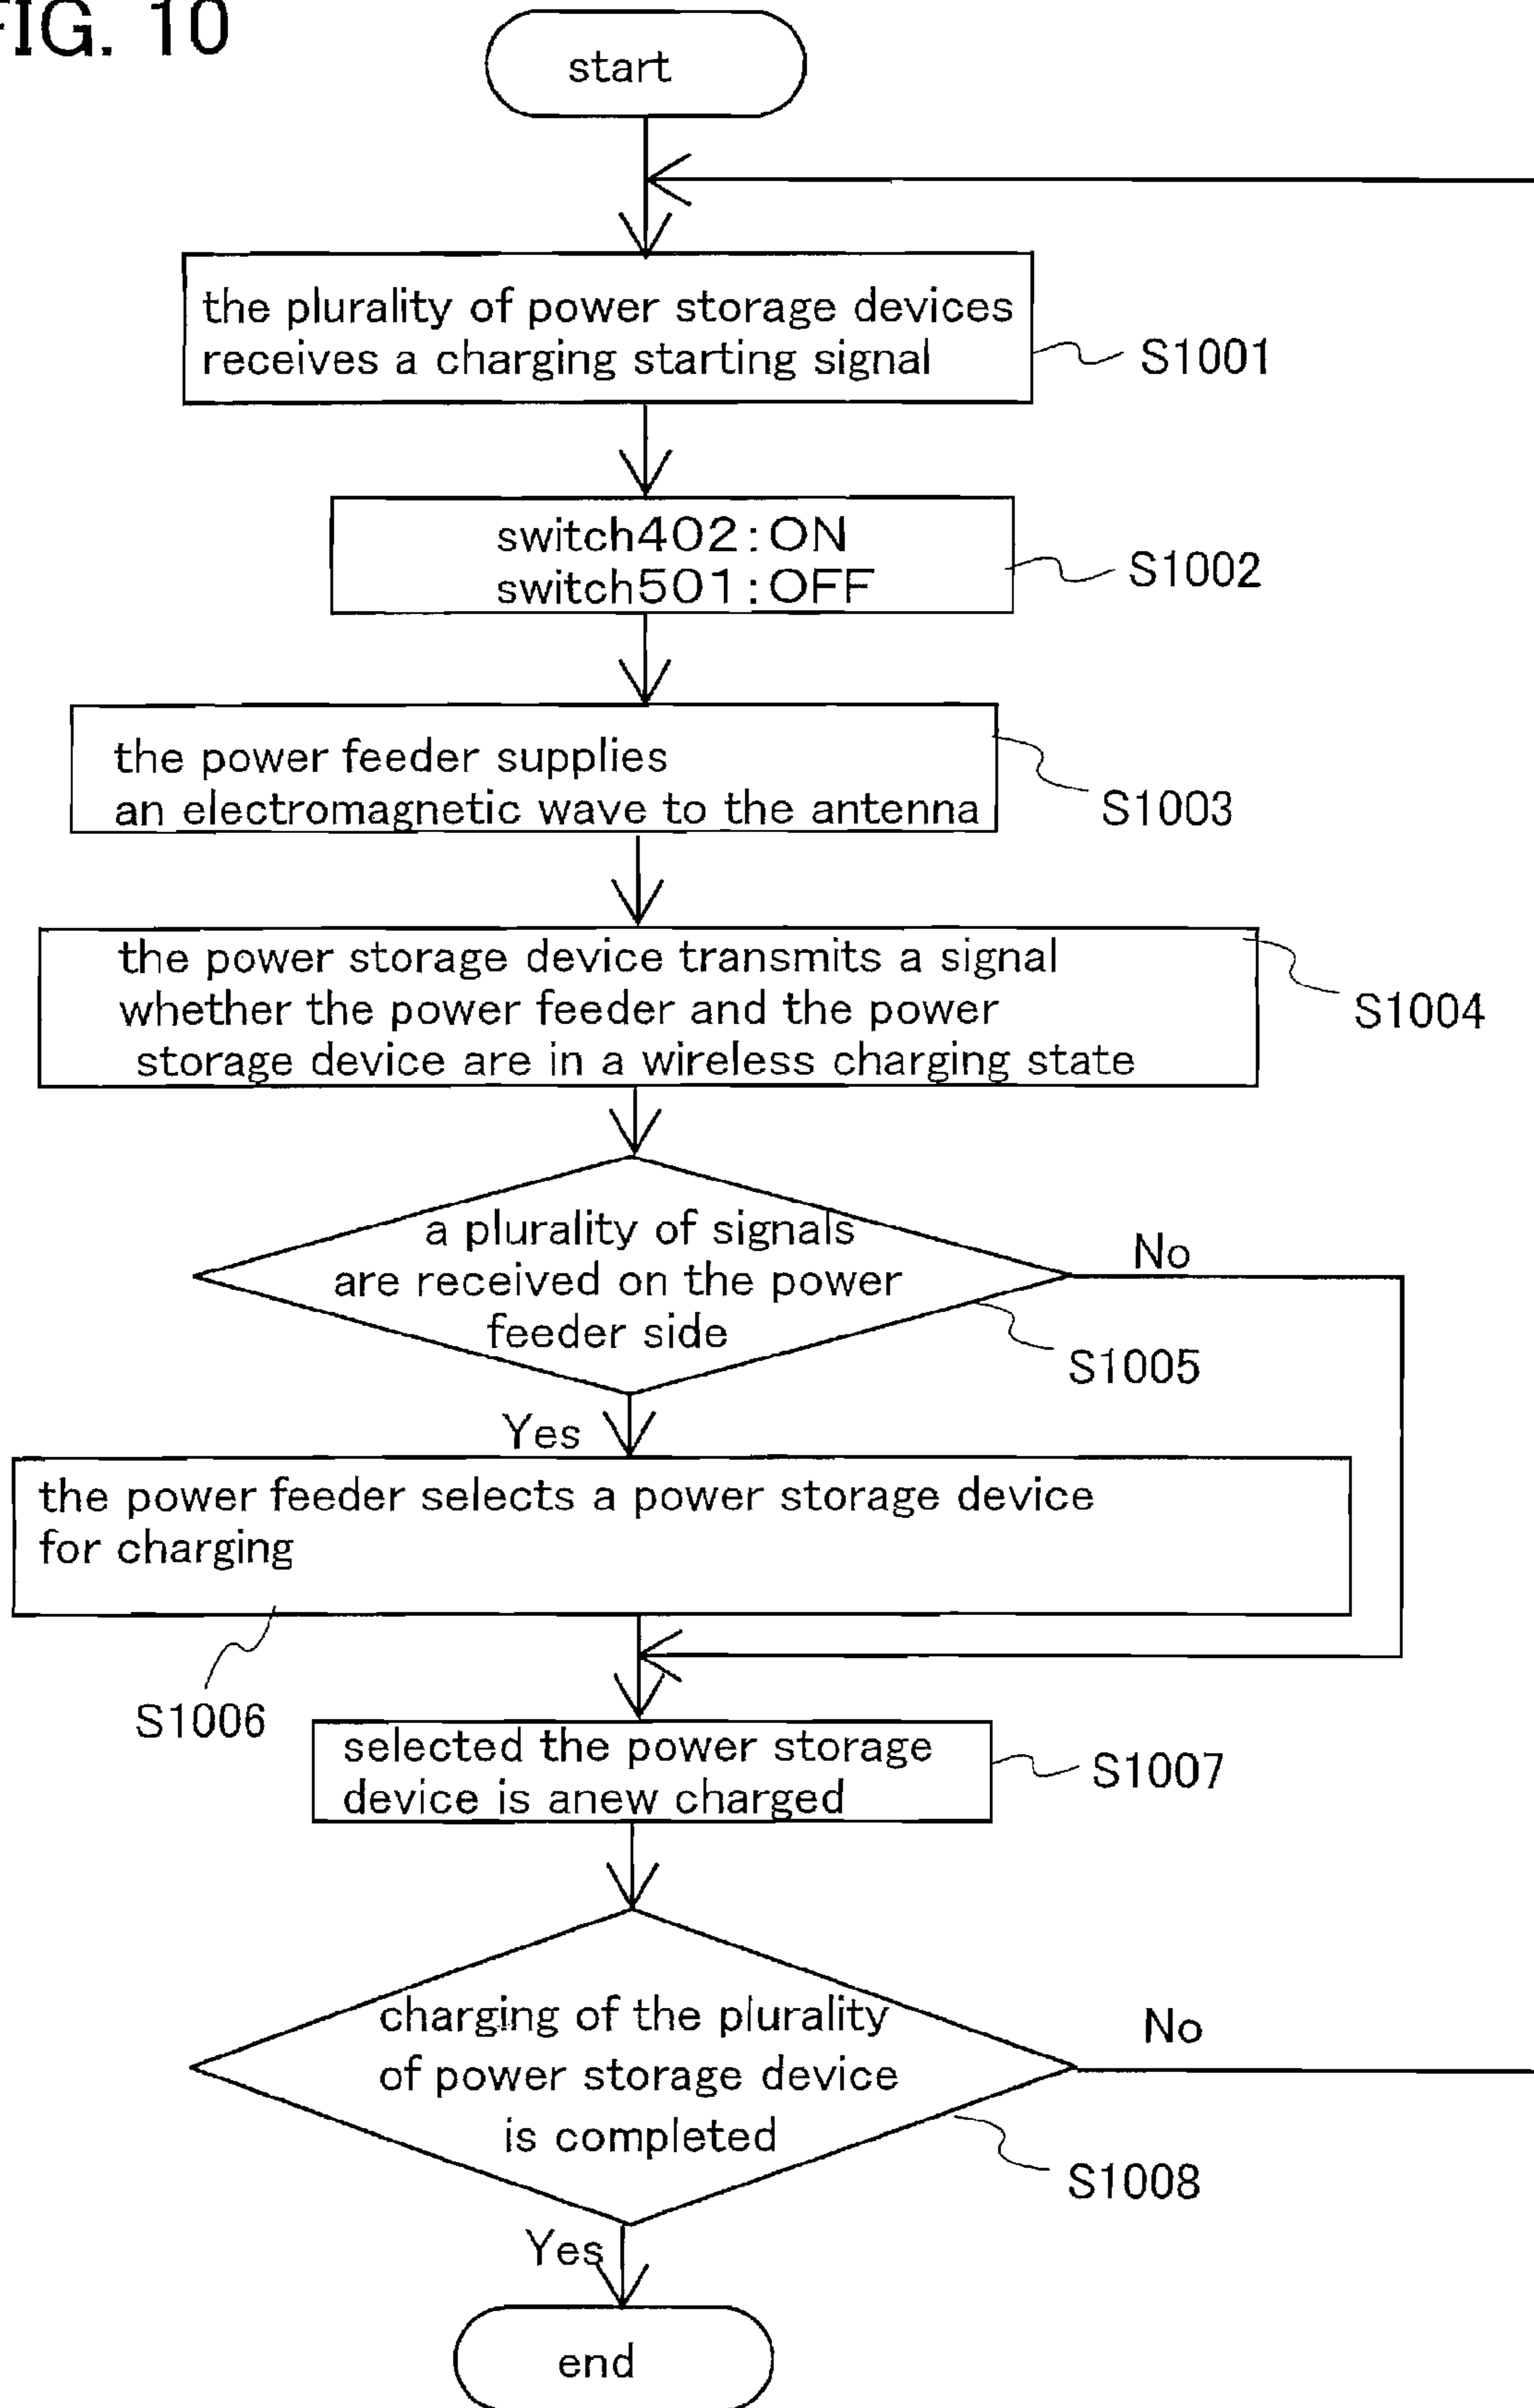 FIG. 10
start
the plurality of power storage devices
receives a charging starting signal
S1001
switch402:ON
switch501:OFF
S1002
the power feeder supplies
an electromagnetic wave to the antenna
S1003
the power storage device transmits a signal
whether the power feeder and the power
storage device are in a wireless charging state
S1004
a plurality of signals
are received on the power
feeder side
No
S1005
Yes
the power feeder selects a power storage device
for charging
S1006
selected the power storage
device is anew charged
S1007
charging of the plurality
of power storage device
is completed
No
S1008
Yes
end